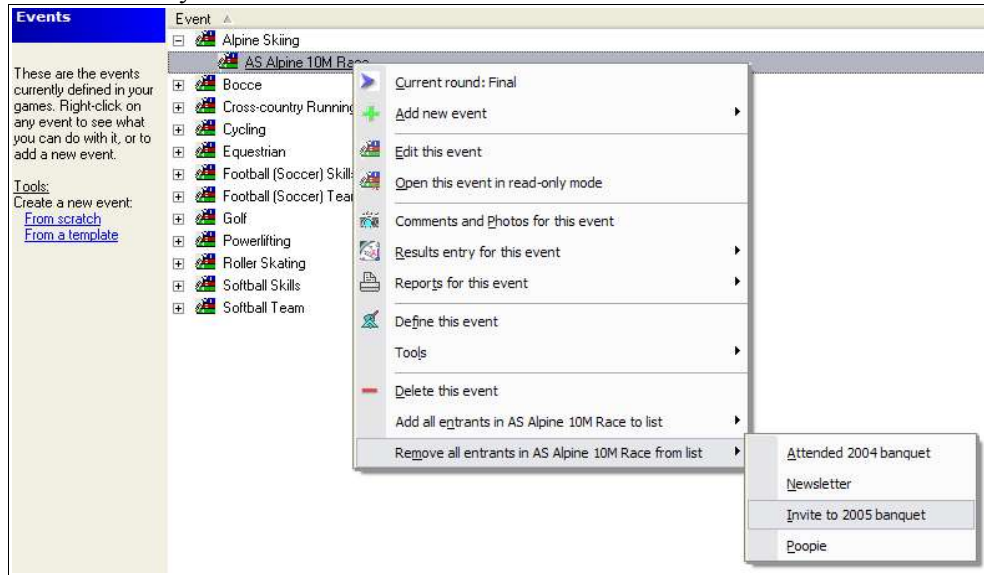 Events
Event
Alpine Skiing
AS Alpine 10M Race
These are the events
currently defined in your
games. Right-click on
any event to see what
you can do with it, or to
add a new event.
Tools:
Create a new event:
From scratch
From a template
Bocce
Cross-country Running
Cycling
Equestrian
Football (Soccer) Skill
Football (Soccer) Tea
Golf
Powerlifting
Roller Skating
Softball Skills
Softball Team
Current round: Final
Add new event
Edit this event
Open this event in read-only mode
Comments and Photos for this event
Results entry for this event
Reports for this event
Define this event
Tools
Delete this event
Add all entrants in AS Alpine 10M Race to list
Remove all entrants in AS Alpine 10M Race from list
Attended 2004 banquet
Newsletter
Invite to 2005 banquet
Poopie